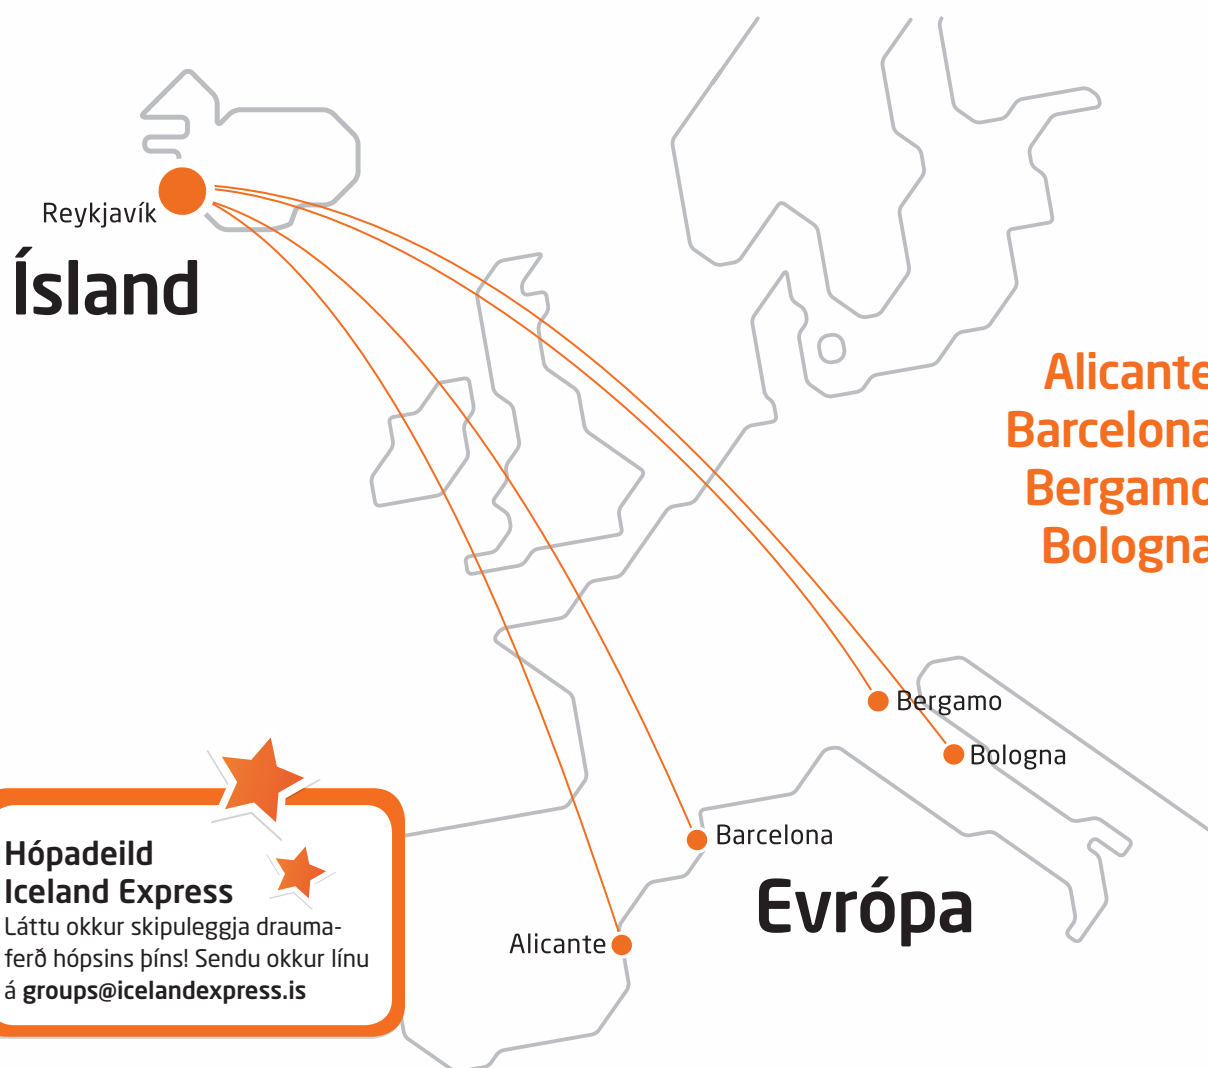 Reykjavík
Ísland
Alicante
Barcelona
Bergamo
Bologna
Bergamo
Bologna
Barcelona
Evrópa
Alicante
Hópadeild
Iceland Express
Láttu okkur skipuleggja drauma-
ferð hópsins þíns! Sendu okkur línu
á groups@icelandexpress.is